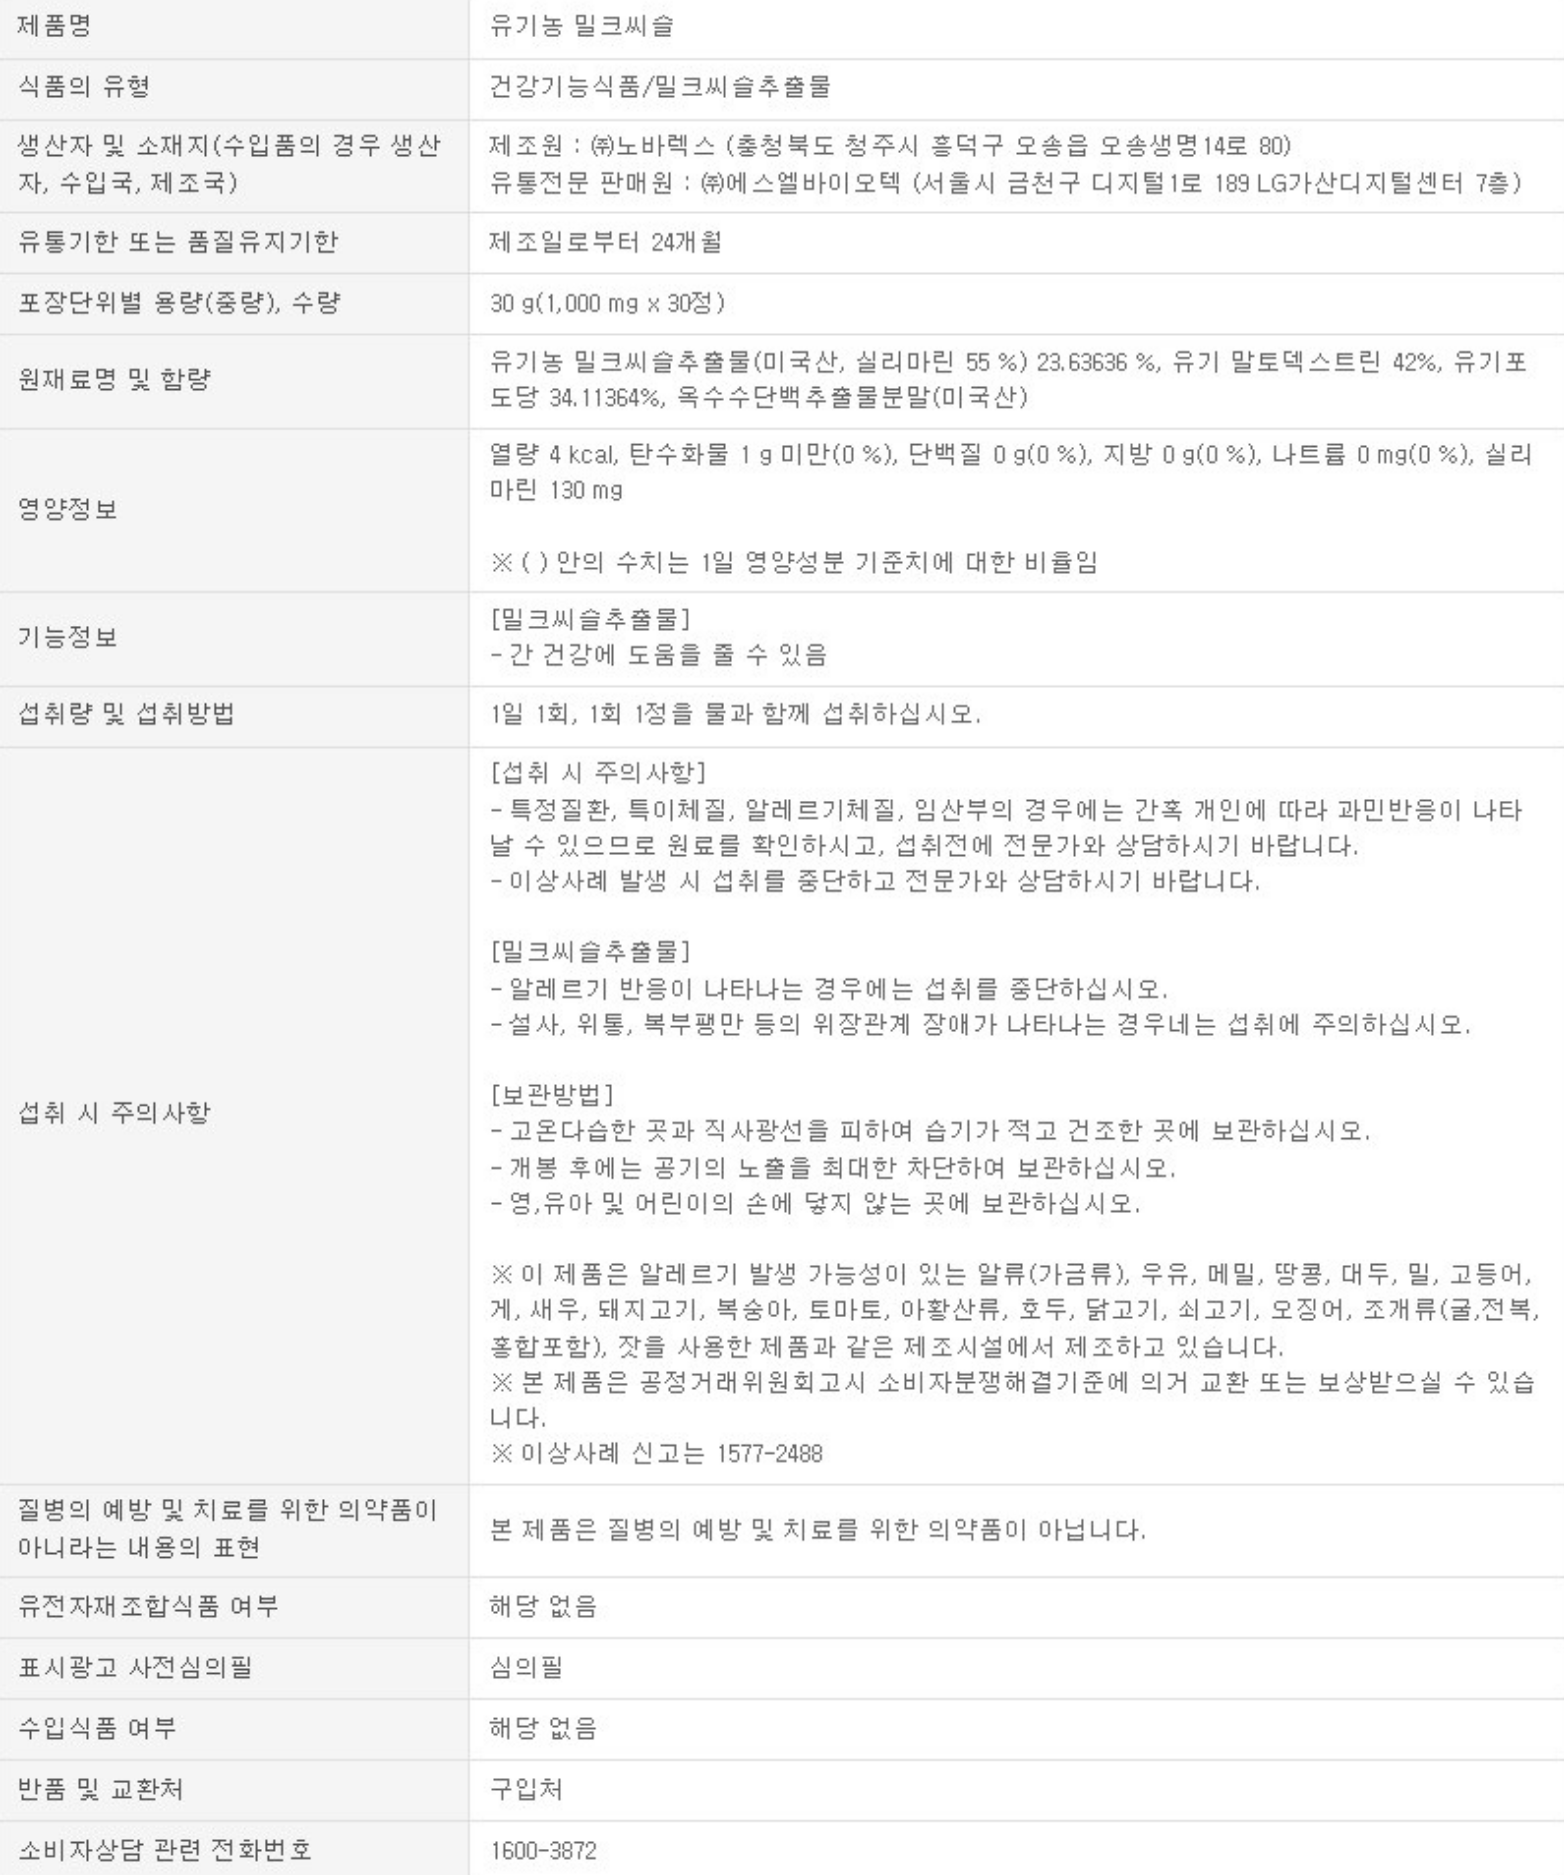 제품명
유기농 밀크씨슬
식품의 유형
건강기능식품/밀크씨슬추출물
생산자 및 소재지(수입품의 경우 생산
자, 수입국, 제조국)
제조원 : ㈜노바렉스 (충청북도 청주시 흥덕구 오송읍 오송생명14로 80)
유통전문 판매원 : ㈜에스엘바이오텍 (서울시 금천구 디지털1로 189 LG가산디지털센터 7층)
유통기한 또는 품질유지기한
제조일로부터 24개월
포장단위별 용량(중량), 수량
30 g(1,000 mg x 30정)
원재료명 및 함량
유기농 밀크씨슬추출물(미국산, 실리마린 55 %) 23.63636 %, 유기 말토덱스트린 42%, 유기포
도당 34.11364%, 옥수수단백추출물분말(미국산)
영양정보
열량 4 kcal, 탄수화물 1 g 미만(0 %), 단백질 0 g(0 %), 지방 0 g(0 %), 나트륨 0 mg(0 %), 실리
마린 130 mg
※ ( ) 안의 수치는 1일 영양성분 기준치에 대한 비율임
기능정보
[밀크씨슬추출물]
- 간 건강에 도움을 줄 수 있음
섭취량 및 섭취방법
1일 1회, 1회 1정을 물과 함께 섭취하십시오.
섭취 시 주의사항
[섭취 시 주의사항]
- 특정질환, 특이체질, 알레르기체질, 임산부의 경우에는 간혹 개인에 따라 과민반응이 나타
날 수 있으므로 원료를 확인하시고, 섭취전에 전문가와 상담하시기 바랍니다.
- 이상사례 발생 시 섭취를 중단하고 전문가와 상담하시기 바랍니다.
[밀크씨슬추출물]
- 알레르기 반응이 나타나는 경우에는 섭취를 중단하십시오.
- 설사, 위통, 복부팽만 등의 위장관계 장애가 나타나는 경우네는 섭취에 주의하십시오.
[보관방법]
- 고온다습한 곳과 직사광선을 피하여 습기가 적고 건조한 곳에 보관하십시오.
- 개봉 후에는 공기의 노출을 최대한 차단하여 보관하십시오.
- 영,유아 및 어린이의 손에 닿지 않는 곳에 보관하십시오.
※ 이 제품은 알레르기 발생 가능성이 있는 알류(가금류), 우유, 메밀, 땅콩, 대두, 밀, 고등어,
게, 새우, 돼지고기, 복숭아, 토마토, 아황산류, 호두, 닭고기, 쇠고기, 오징어, 조개류(굴,전복,
홍합포함), 잣을 사용한 제품과 같은 제조시설에서 제조하고 있습니다.
※ 본 제품은 공정거래위원회고시 소비자분쟁해결기준에 의거 교환 또는 보상받으실 수 있습
니다.
※ 이상사례 신고는 1577-2488
질병의 예방 및 치료를 위한 의약품이
아니라는 내용의 표현
본 제품은 질병의 예방 및 치료를 위한 의약품이 아닙니다.
유전자재조합식품 여부
해당 없음
표시광고 사전심의필
심의필
수입식품 여부
해당 없음
반품 및 교환처
구입처
소비자상담 관련 전화번호
1600-3872